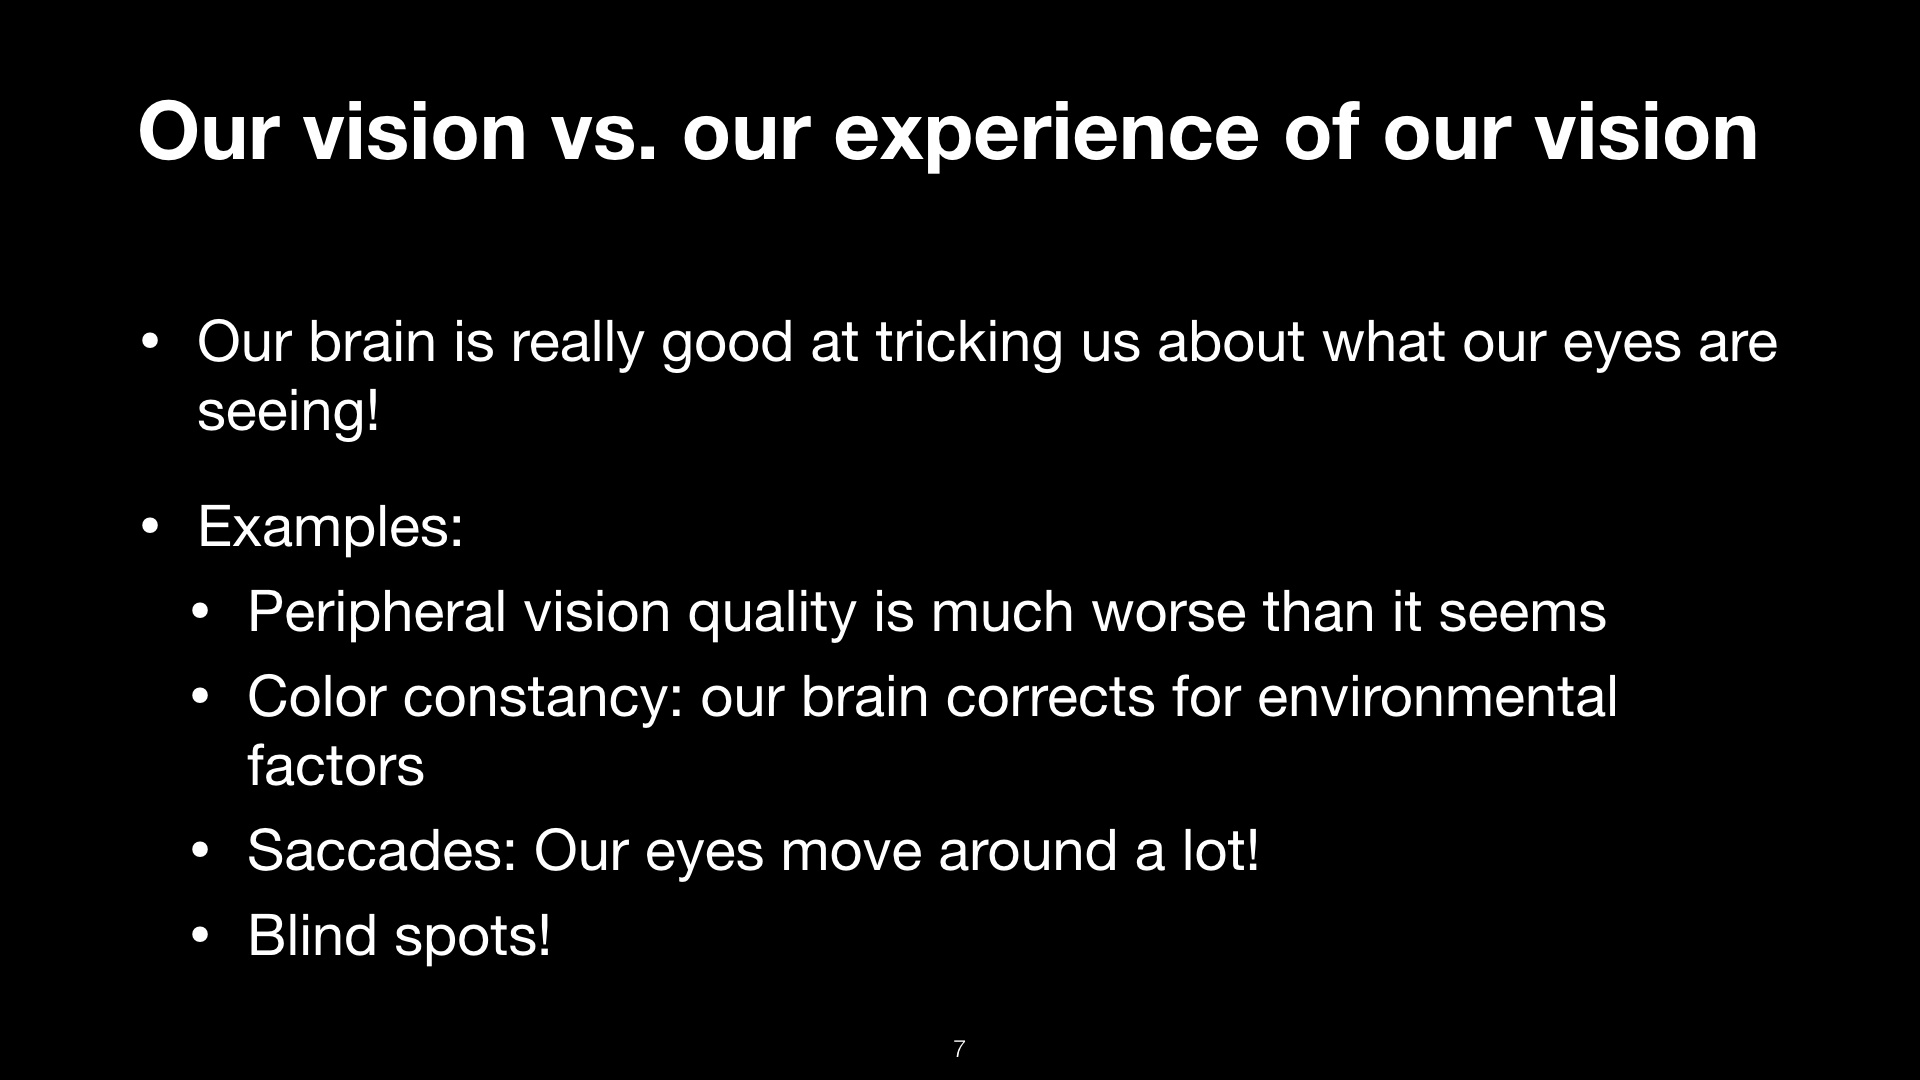 Our vision vs. our experience of our vision
• Our brain is really good at tricking us about what our eyes are
seeing!
• Examples:
• Peripheral vision quality is much worse than it seems
• Color constancy: our brain corrects for environmental
factors
• Saccades: Our eyes move around a lot!
• Blind spots!
7